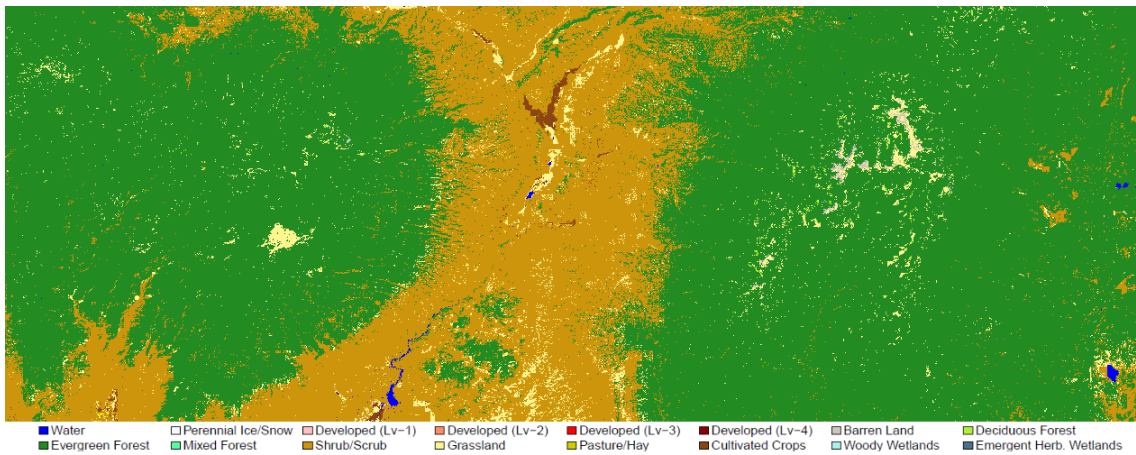 Water Perennial Ice/Snow Developed (Lv−1) Developed (Lv−2) Developed (Lv−3) Developed (Lv−4) Barren Land Deciduous Forest
Evergreen Forest Mixed Forest Shrub/Scrub Grassland Pasture/Hay Cultivated Crops Woody Wetlands Emergent Herb. Wetlands